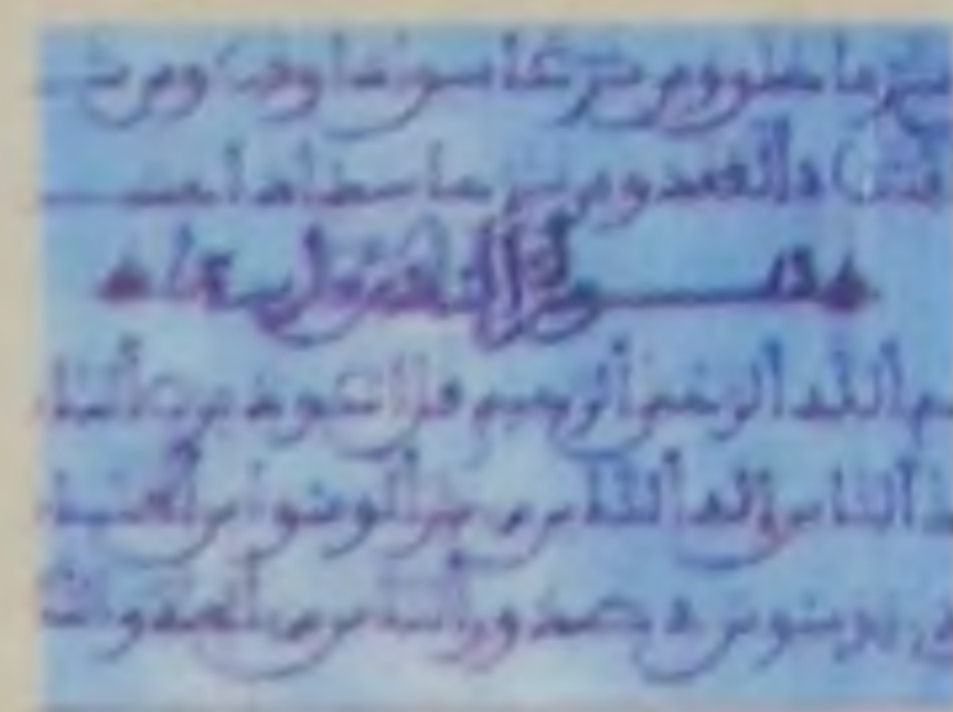 شر ما خلق ومن شر غاسق إذا وقب ومن شر
في العقد ومن شر حاسد إذا حسد
سورة الناس
الله الرحمن الرحيم قل أعوذ برب الناس
الناس إله الناس من شر الوسواس الخناس
يوسوس في صدور الناس من الجنة والناس